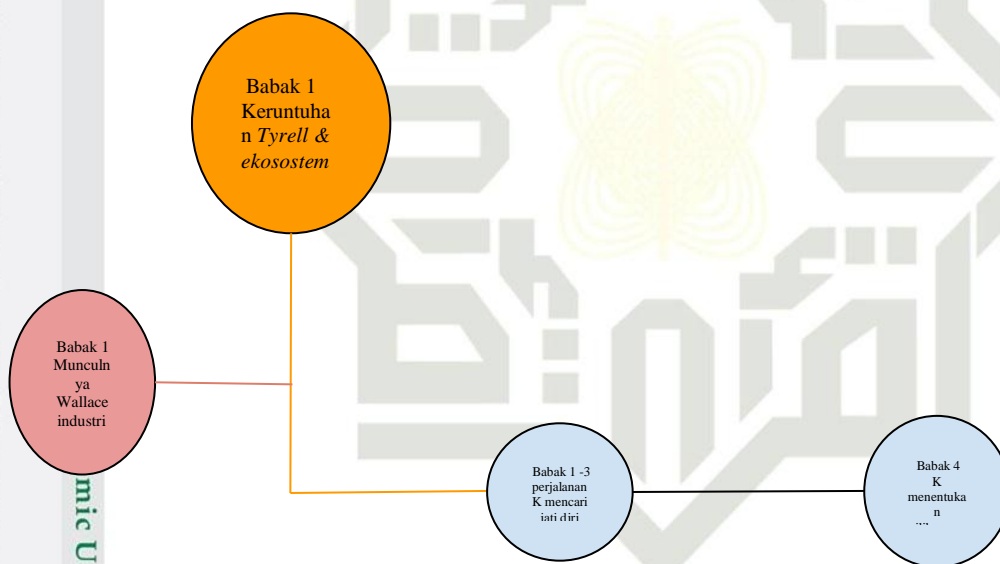 Babak 1
Keruntuha
n Tyrell &
ekosostem
Babak 1
Munculn
ya
Wallace
industri
Babak 1 -3
perjalanan
K mencari
jati diri
Babak 4
K
menentuka
n
mic U